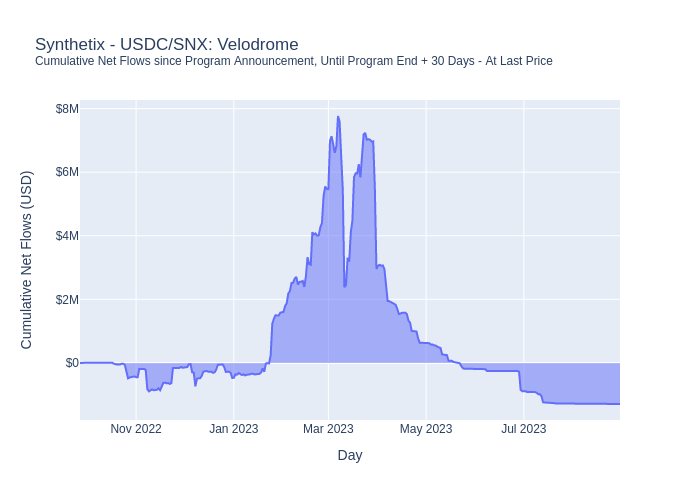 Synthetix - USDC/SNX: Velodrome
Cumulative Net Flows since Program Announcement, Until Program End + 30 Days - At Last Price
Cumulative Net Flows (USD)
$8M
$6M
$4M
$2M
$0
Nov 2022
Jan 2023
Mar 2023
May 2023
Jul 2023
Day